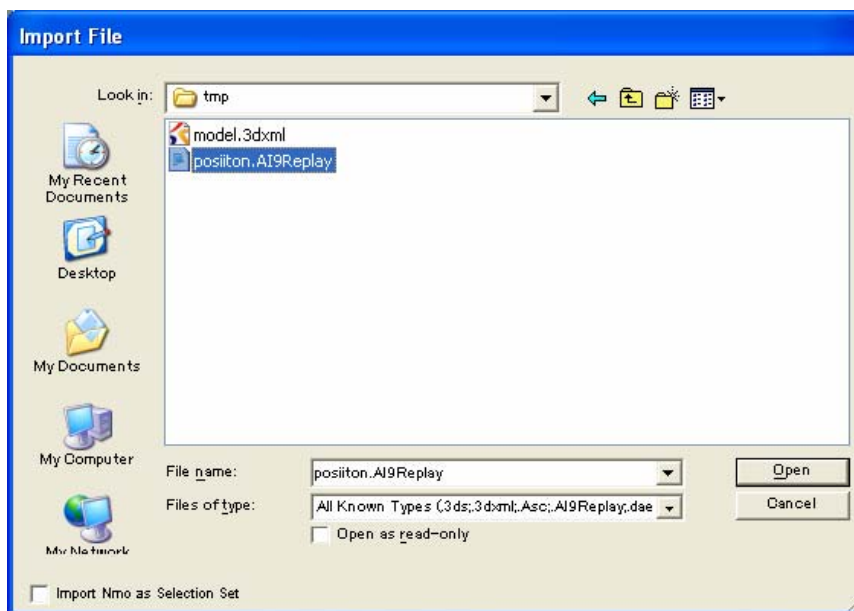 Import File
Look in:
tmp
model.3dxml
posiiton.AI9Replay
My Recent
Documents
Desktop
My Documents
My Computer
My Network
File name:
posiiton.AI9Replay
Open
Files of type:
All Known Types (.3ds;.3dxml;.Asc;.AI9Replay;.dae
Cancel
Open as read-only
Import Nmo as Selection Set